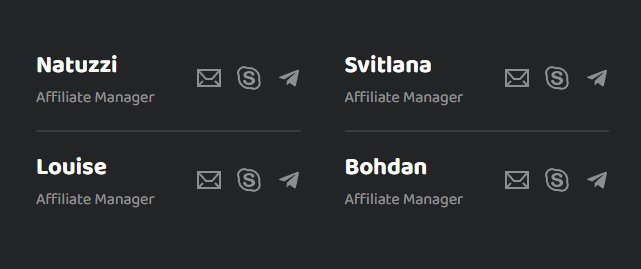 Natuzzi
Affiliate Manager
Svitlana
Affiliate Manager
Louise
Affiliate Manager
Bohdan
Affiliate Manager